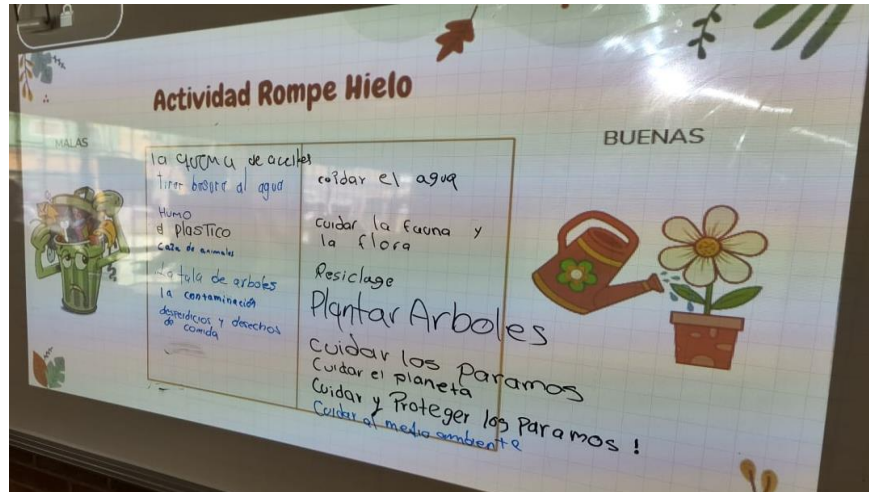 Actividad Rompe Hielo
MALAS
BUENAS
la quema de aceites
tirar basura al agua
Humo
el plasTico
Caza de animales
La tala de arboles
la contaminación
desperdicios y desechos
de comida
coidar el agua
cuidar la fauna y
la flora
Resiclage
Plantar Arboles
cuidar los paramos
Cuidar el planeta
Cuidar y Proteger los paramos !
Cuidar al medio ambiente